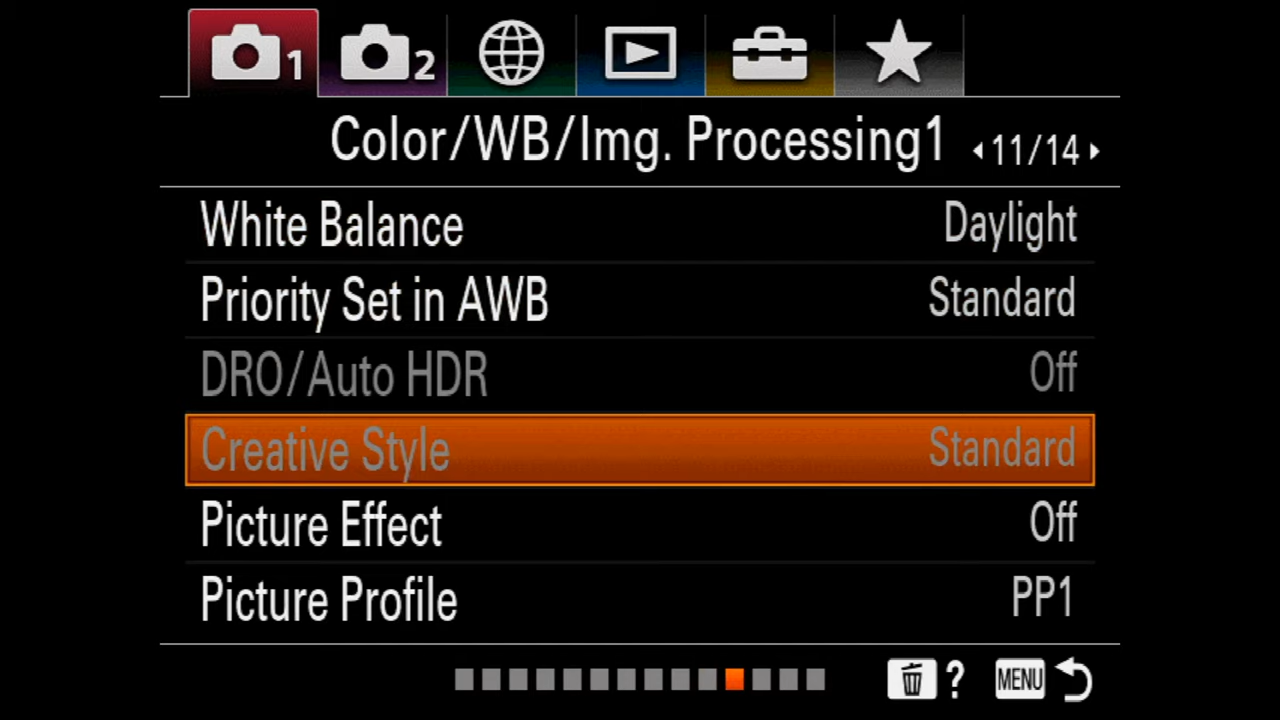 1 2
Color/WB/Img. Processing1 11/14
White Balance Daylight
Priority Set in AWB Standard
DRO/Auto HDR Off
Creative Style Standard
Picture Effect Off
Picture Profile PP1
? MENU